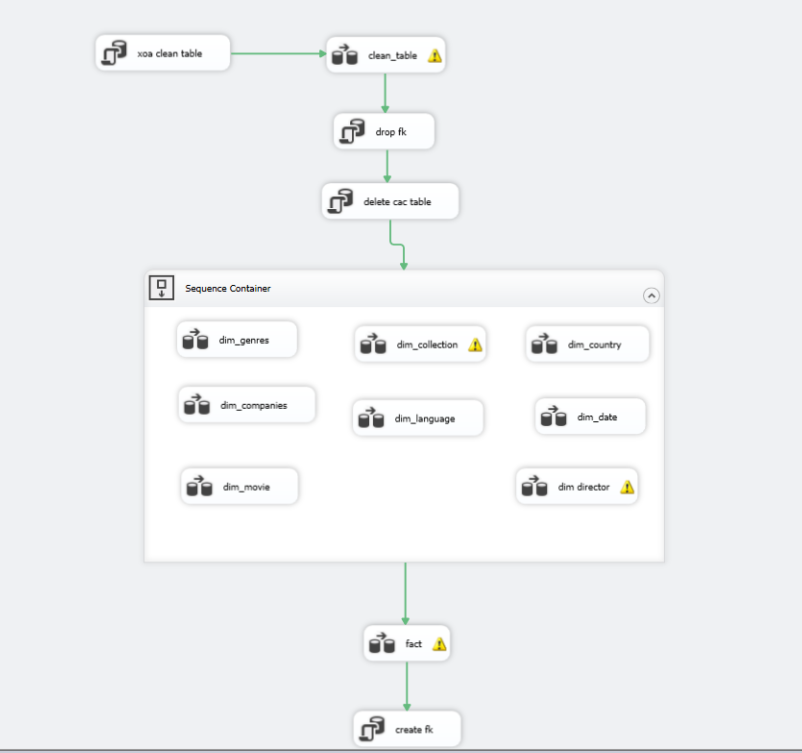 xoa clean table
clean_table
drop fk
delete cac table
Sequence Container
dim_genres
dim_collection
dim_country
dim_companies
dim_language
dim_date
dim_movie
dim director
fact
create fk